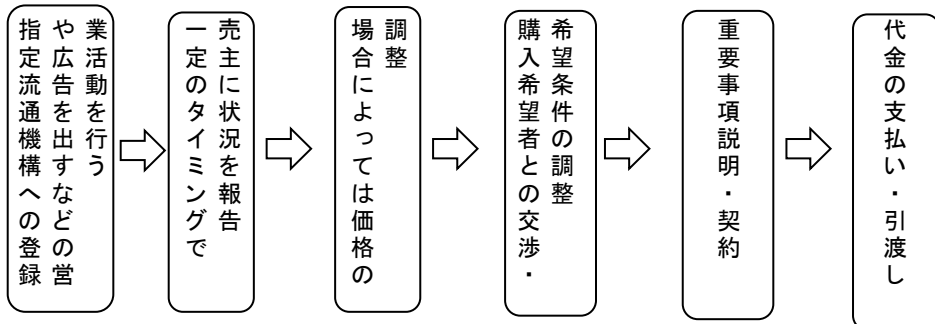 指定流通機構への登録
や広告を出すなどの営
業活動を行う
一定のタイミングで
売主に状況を報告
場合によっては価格の
調整
購入希望者との交渉・
希望条件の調整
重要事項説明・契約
代金の支払い・引渡し